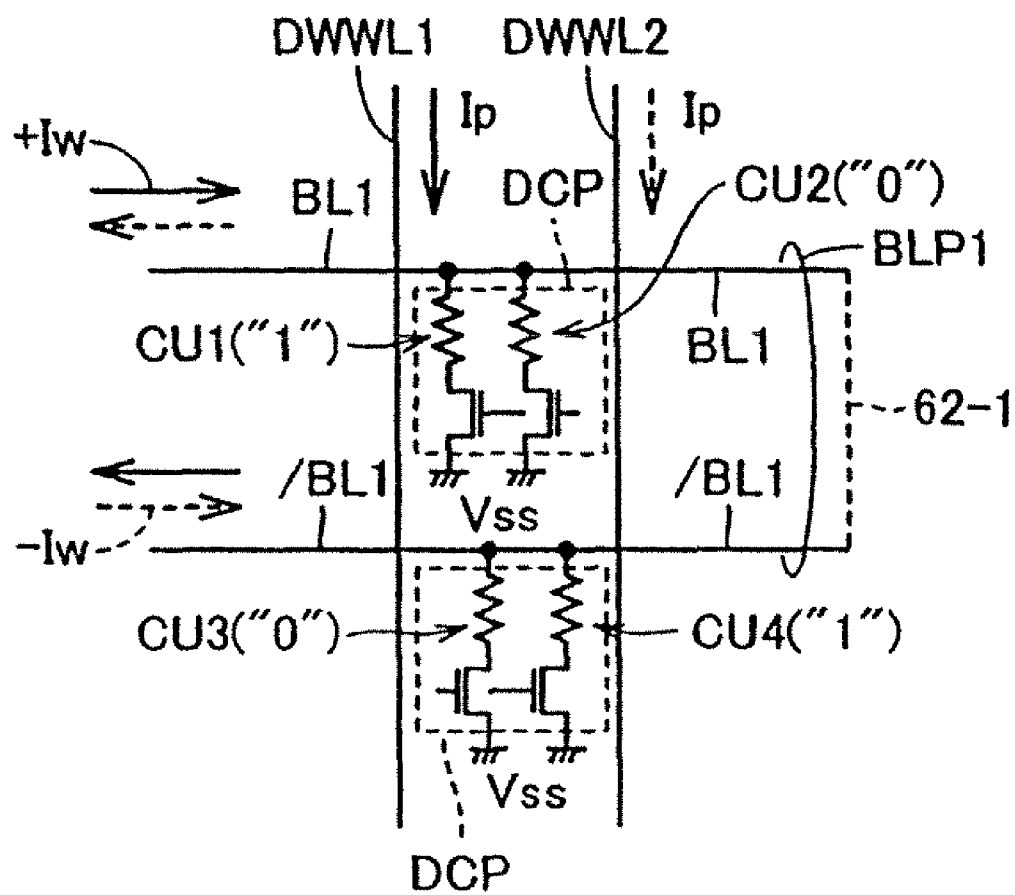 DWWL1 DWWL2
Ip Ip
+Iw
BL1 DCP CU2("0")
BLP1
CU1("1") BL1
62-1
/BL1 /BL1
Vss
-Iw
CU3("0") CU4("1")
Vss
DCP